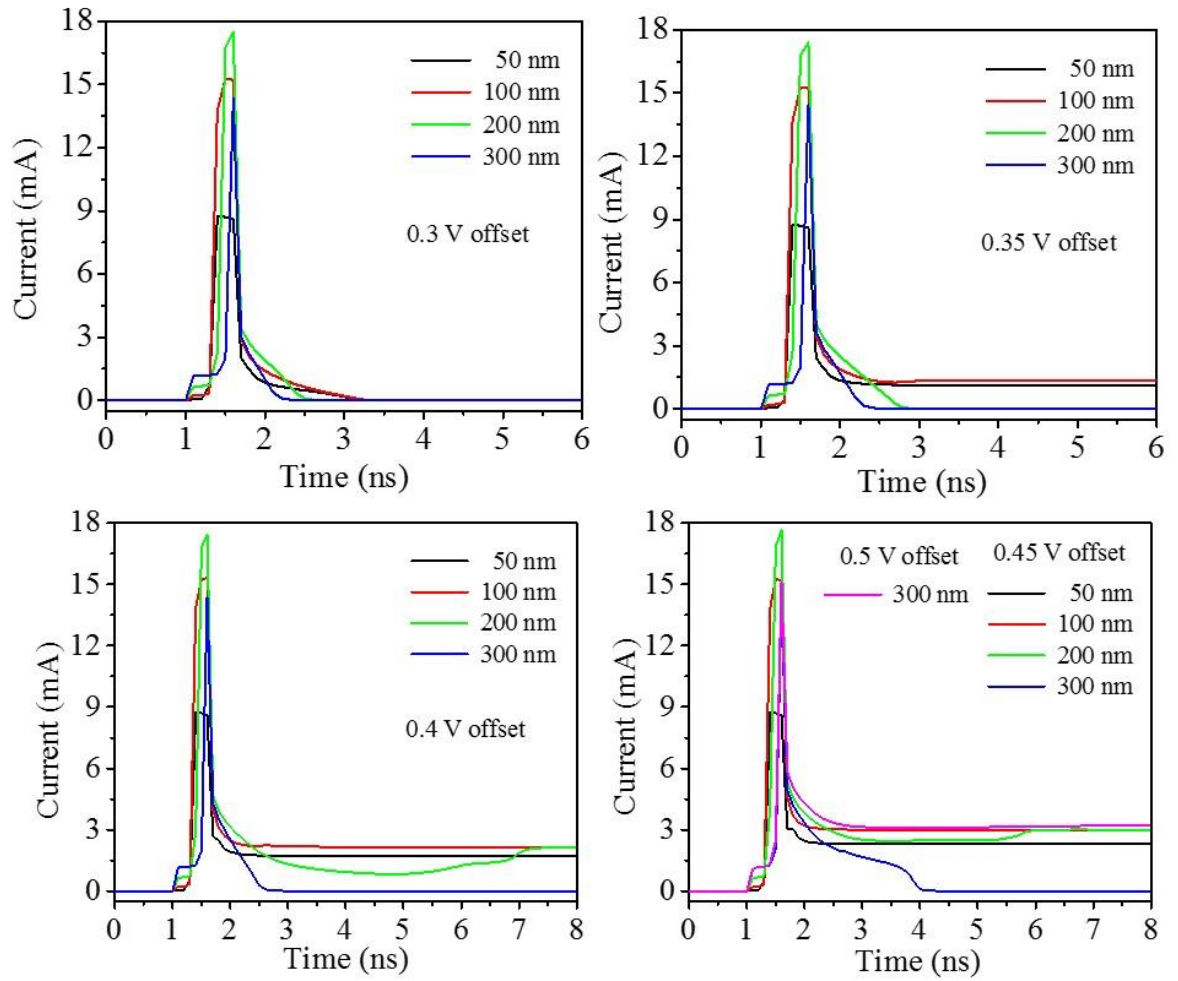 18
15
12
9
6
3
0
Current (mA)
50 nm
100 nm
200 nm
300 nm
0.3 V offset
0 1 2 3 4 5 6
Time (ns)
18
15
12
9
6
3
0
Current (mA)
50 nm
100 nm
200 nm
300 nm
0.35 V offset
0 1 2 3 4 5 6
Time (ns)
18
15
12
9
6
3
0
Current (mA)
50 nm
100 nm
200 nm
300 nm
0.4 V offset
0 1 2 3 4 5 6 7 8
Time (ns)
18
15
12
9
6
3
0
Current (mA)
0.5 V offset 0.45 V offset
300 nm 50 nm
100 nm
200 nm
300 nm
0 1 2 3 4 5 6 7 8
Time (ns)